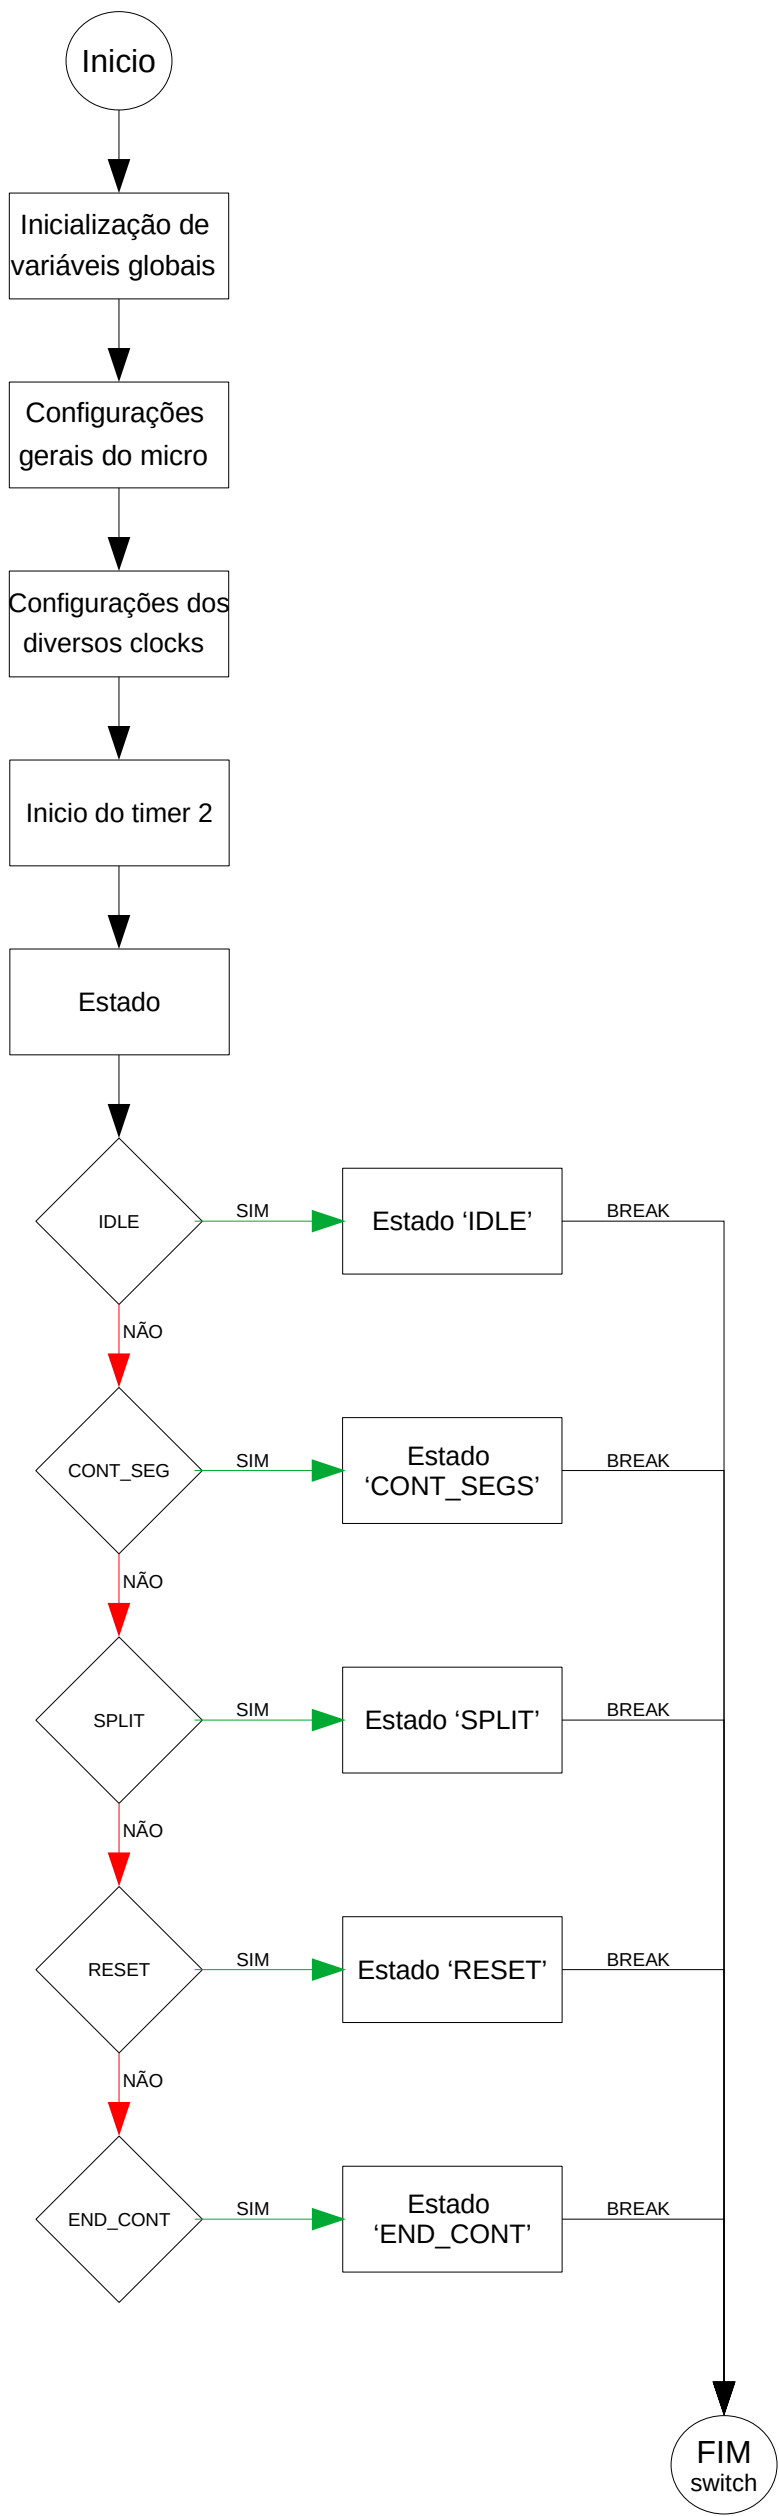 Inicio
Inicialização de
variáveis globais
Configurações
gerais do micro
Configurações dos
diversos clocks
Inicio do timer 2
Estado
IDLE
SIM
Estado ‘IDLE’
BREAK
NÃO
CONT_SEG
SIM
Estado
‘CONT_SEGS’
BREAK
NÃO
SPLIT
SIM
Estado ‘SPLIT’
BREAK
NÃO
RESET
SIM
Estado ‘RESET’
BREAK
NÃO
END_CONT
SIM
Estado
‘END_CONT’
BREAK
FIM
switch